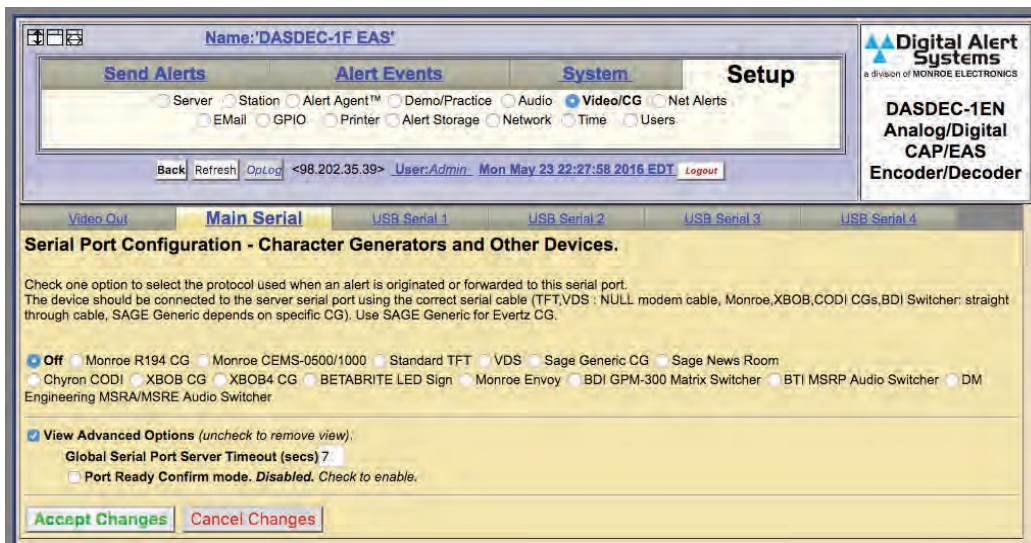 Name:'DASDEC-1F EAS'
Send Alerts Alert Events System Setup
Server Station Alert Agent™ Demo/Practice Audio Video/CG Net Alerts
EMail GPIO Printer Alert Storage Network Time Users
Back Refresh OpLog <98.202.35.39> User:Admin Mon May 23 22:27:58 2016 EDT Logout
Digital Alert
Systems
a division of MONROE ELECTRONICS
DASDEC-1EN
Analog/Digital
CAP/EAS
Encoder/Decoder
Video Out Main Serial USB Serial 1 USB Serial 2 USB Serial 3 USB Serial 4
Serial Port Configuration - Character Generators and Other Devices.
Check one option to select the protocol used when an alert is originated or forwarded to this serial port.
The device should be connected to the server serial port using the correct serial cable (TFT,VDS : NULL modem cable, Monroe,XBOB,CODI CGs,BDI Switcher: straight
through cable, SAGE Generic depends on specific CG). Use SAGE Generic for Evertz CG.
Off Monroe R194 CG Monroe CEMS-0500/1000 Standard TFT VDS Sage Generic CG Sage News Room
Chyron CODI XBOB CG XBOB4 CG BETABRITE LED Sign Monroe Envoy BDI GPM-300 Matrix Switcher BTI MSRP Audio Switcher DM
Engineering MSRA/MSRE Audio Switcher
View Advanced Options (uncheck to remove view).
Global Serial Port Server Timeout (secs) 7
Port Ready Confirm mode. Disabled. Check to enable.
Accept Changes Cancel Changes